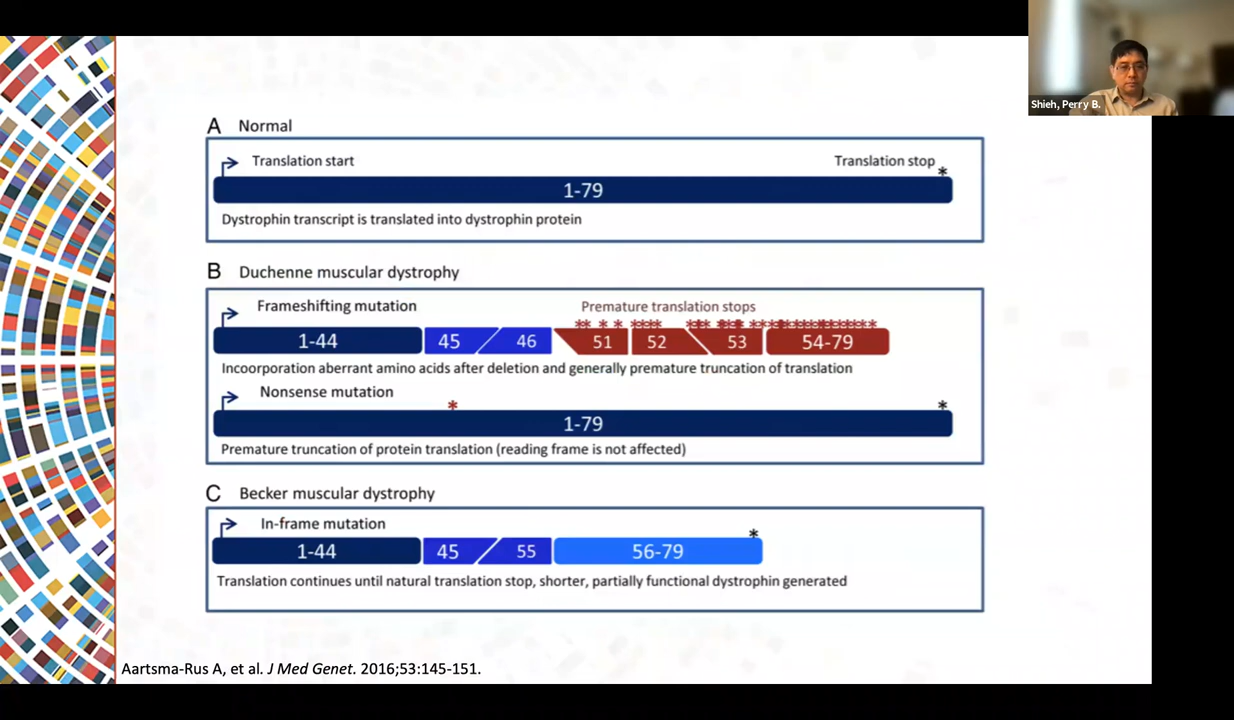 Shieh, Perry B.
A Normal
Translation start Translation stop
*
1-79
Dystrophin transcript is translated into dystrophin protein
B Duchenne muscular dystrophy
Frameshifting mutation Premature translation stops
1-44 45 46 51 52 53 54-79
Incoorporation aberrant amino acids after deletion and generally premature truncation of translation
Nonsense mutation
* *
1-79
Premature truncation of protein translation (reading frame is not affected)
C Becker muscular dystrophy
In-frame mutation
*
1-44 45 55 56-79
Translation continues until natural translation stop, shorter, partially functional dystrophin generated
Aartsma-Rus A, et al. J Med Genet. 2016;53:145-151.